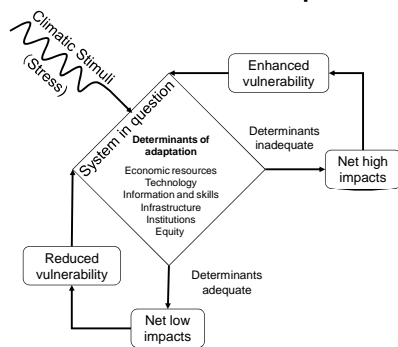 Climatic Stimuli
(Stress)
System in question
Enhanced
vulnerability
Determinants of
adaptation
Economic resources
Technology
Information and skills
Infrastructure
Institutions
Equity
Determinants
inadequate
Net high
impacts
Reduced
vulnerability
Determinants
adequate
Net low
impacts